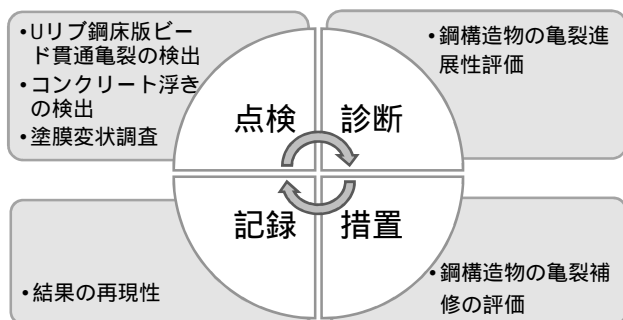 •Uリブ鋼床版ビー
ド貫通亀裂の検出
•コンクリート浮き
の検出
•塗膜変状調査
•鋼構造物の亀裂進
展性評価
点検
診断
記録
措置
•結果の再現性
•鋼構造物の亀裂補
修の評価